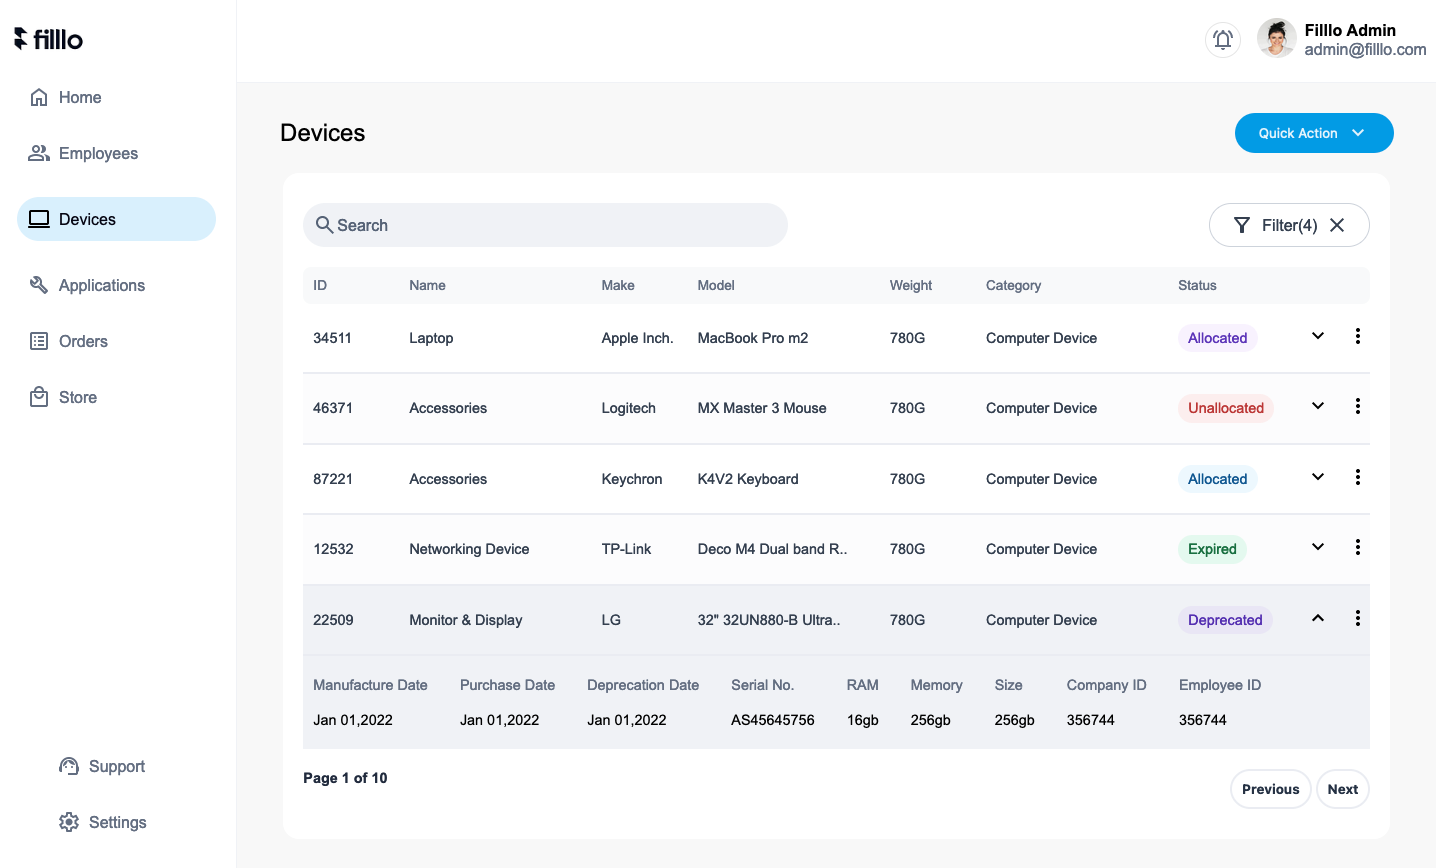 filllo
Filllo Admin
admin@filllo.com
Home
Employees
Devices
Applications
Orders
Store
Support
Settings
Devices
Quick Action
Search
Filter(4)
ID Name Make Model Weight Category Status
34511 Laptop Apple Inch. MacBook Pro m2 780G Computer Device Allocated
46371 Accessories Logitech MX Master 3 Mouse 780G Computer Device Unallocated
87221 Accessories Keychron K4V2 Keyboard 780G Computer Device Allocated
12532 Networking Device TP-Link Deco M4 Dual band R.. 780G Computer Device Expired
22509 Monitor & Display LG 32" 32UN880-B Ultra.. 780G Computer Device Deprecated
Manufacture Date Purchase Date Deprecation Date Serial No. RAM Memory Size Company ID Employee ID
Jan 01,2022 Jan 01,2022 Jan 01,2022 AS45645756 16gb 256gb 256gb 356744 356744
Page 1 of 10
Previous Next